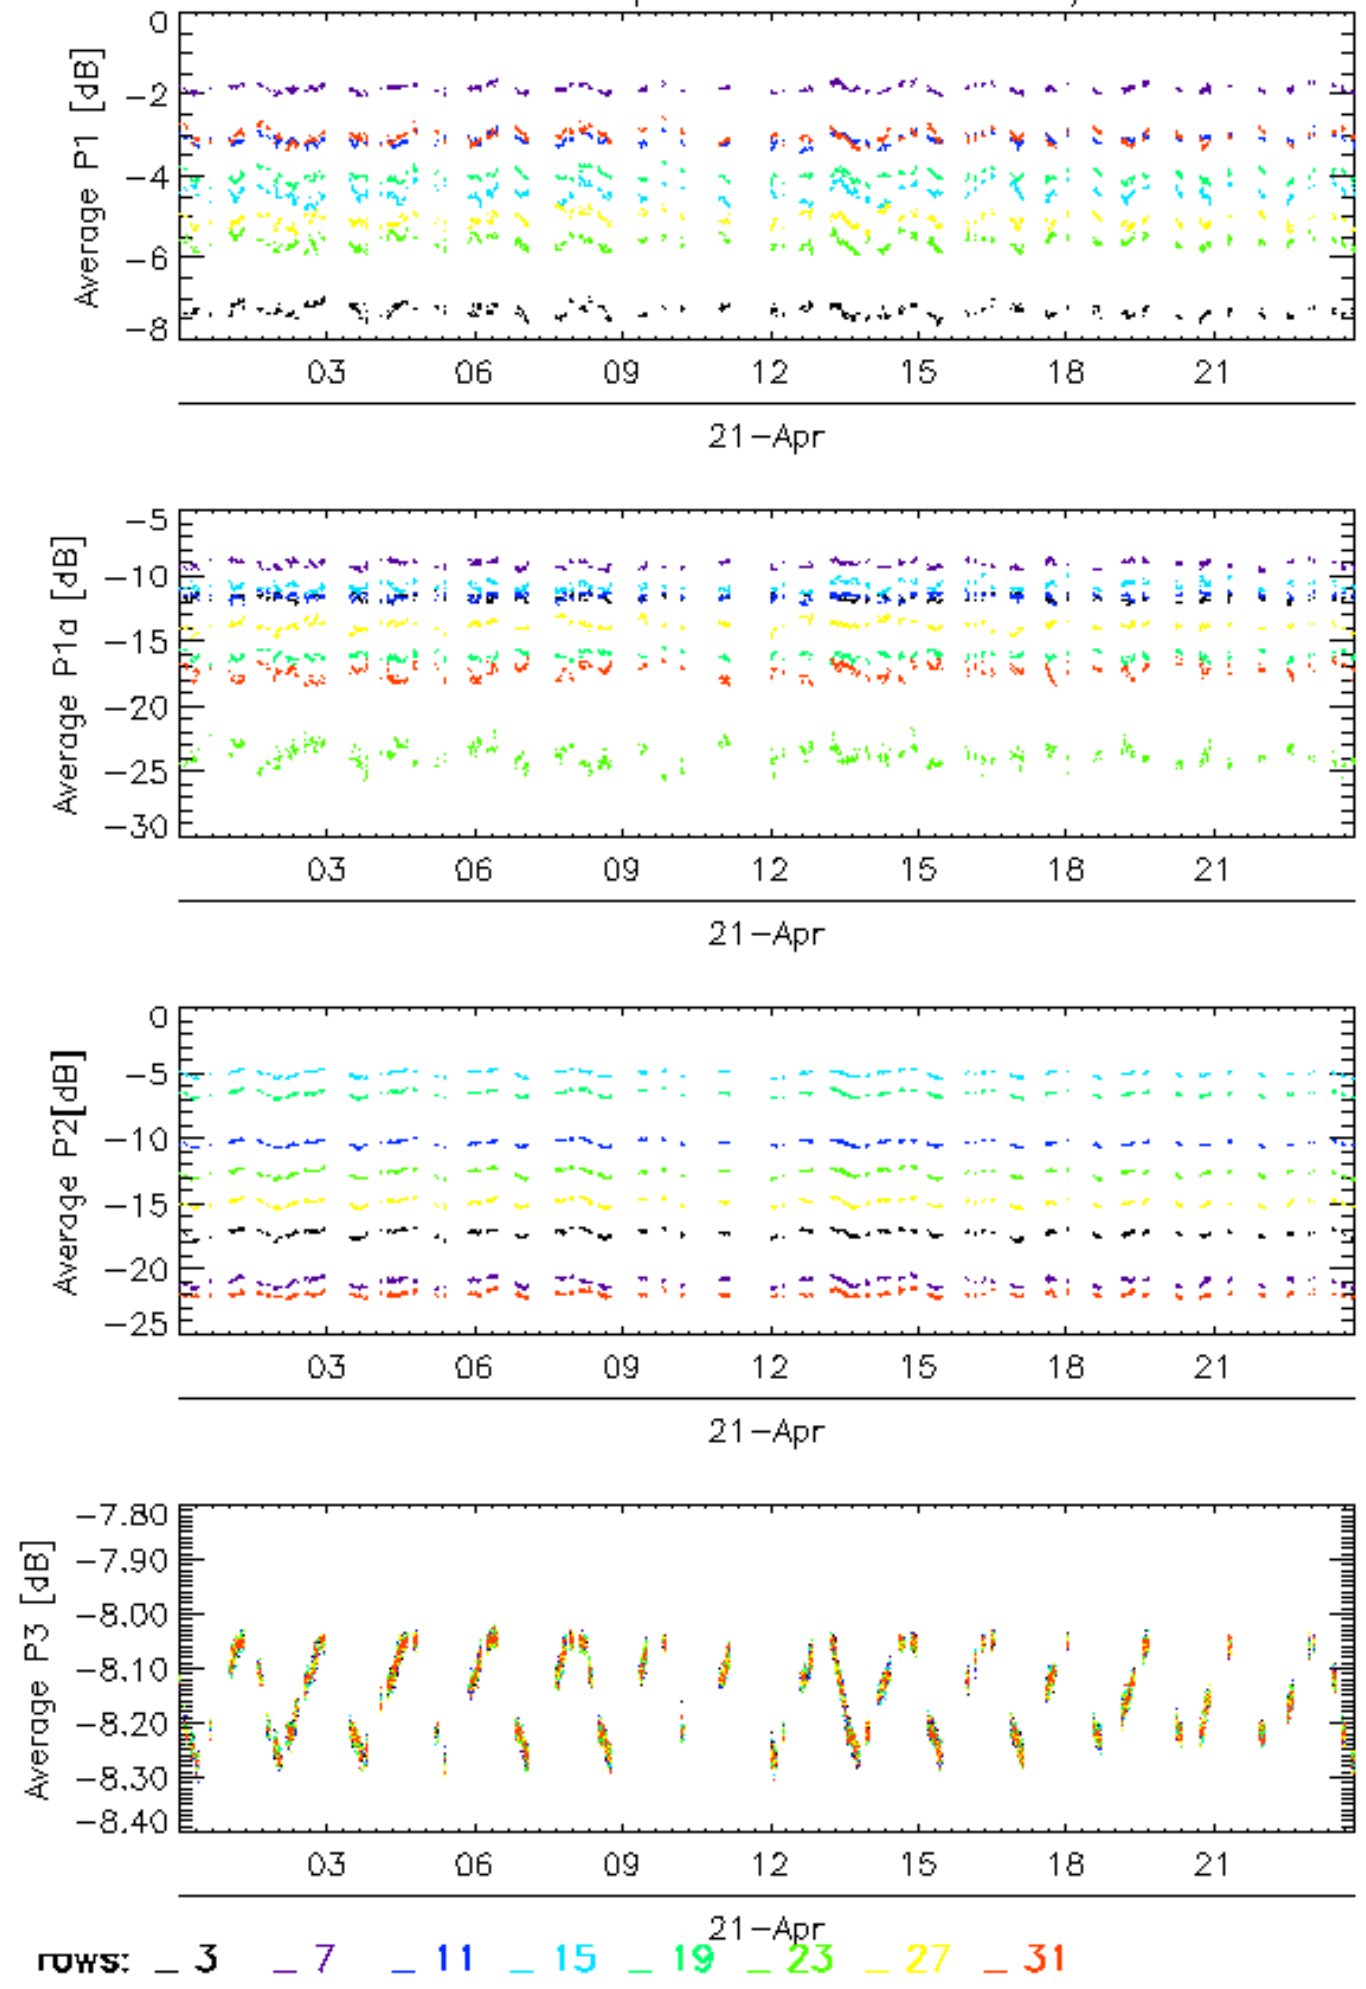 0
−2
−4
−6
−8
Average P1 [dB]
03 06 09 12 15 18 21
21−Apr
−5
−10
−15
−20
−25
−30
Average P1a [dB]
03 06 09 12 15 18 21
21−Apr
0
−5
−10
−15
−20
−25
Average P2[dB]
03 06 09 12 15 18 21
21−Apr
−7.80
−7.90
−8.00
−8.10
−8.20
−8.30
−8.40
Average P3 [dB]
03 06 09 12 15 18 21
21−Apr
rows: _ 3 _ 7 _ 11 _ 15 _ 19 _ 23 _ 27 _ 31